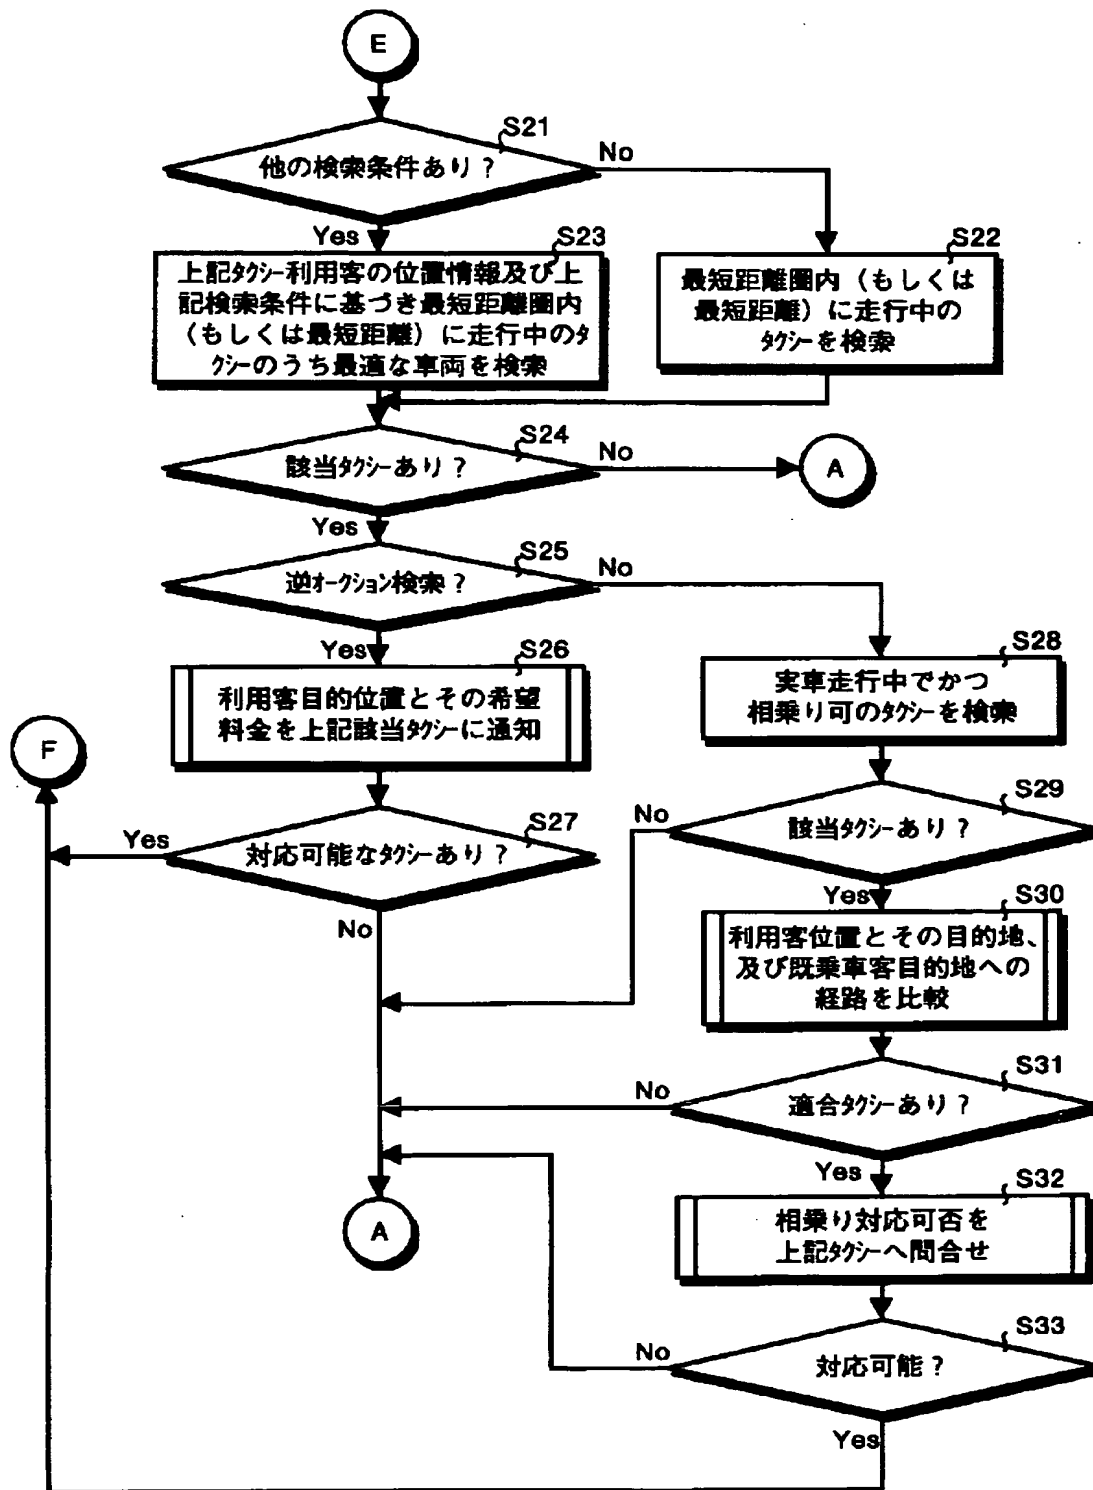 E
S21
他の検索条件あり？
No
Yes
S23
上記タクシー利用客の位置情報及び上
記検索条件に基づき最短距離圏内
（もしくは最短距離）に走行中のタ
クシーのうち最適な車両を検索
S22
最短距離圏内（もしくは
最短距離）に走行中の
タクシーを検索
S24
該当タクシーあり？
No
A
Yes
S25
逆オークション検索？
No
Yes
S26
利用客目的位置とその希望
料金を上記該当タクシーに通知
S28
実車走行中でかつ
相乗り可のタクシーを検索
F
S27
対応可能なタクシーあり？
Yes
No
S29
該当タクシーあり？
No
Yes
S30
利用客位置とその目的地、
及び既乗車客目的地への
経路を比較
S31
適合タクシーあり？
No
Yes
A
S32
相乗り対応可否を
上記タクシーへ問合せ
S33
対応可能？
No
Yes